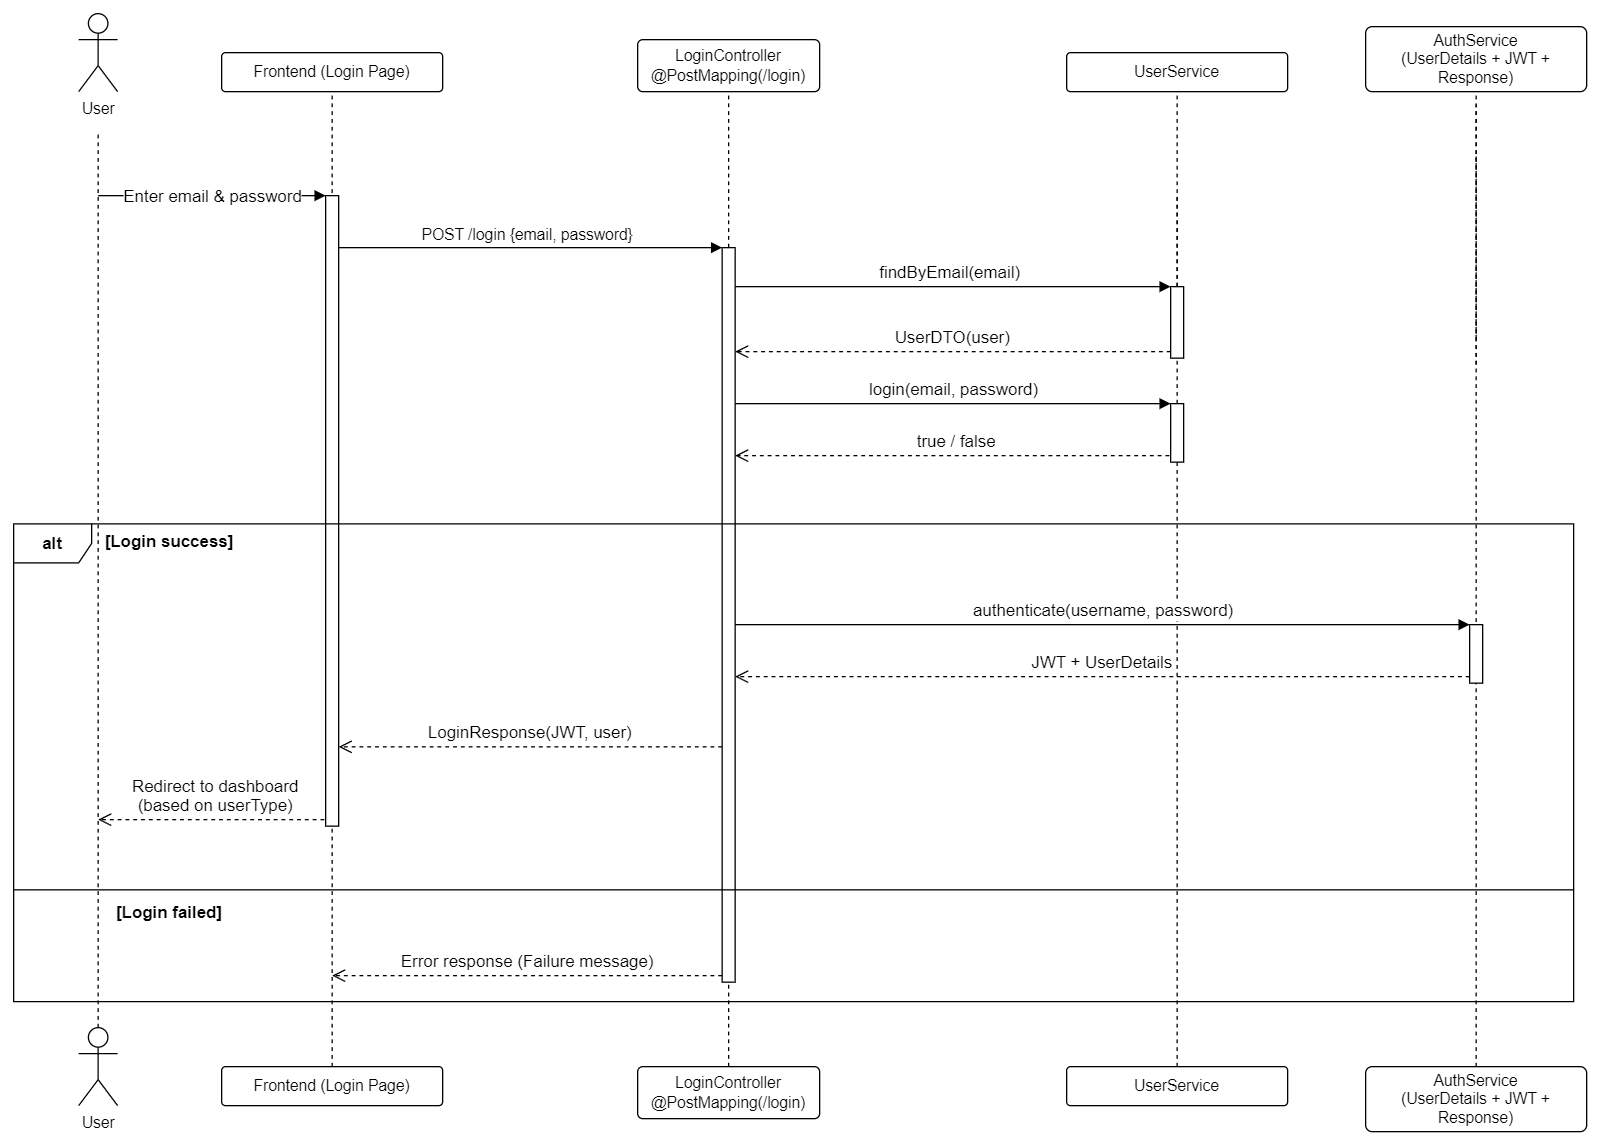 User
Frontend (Login Page)
LoginController
@PostMapping(/login)
UserService
AuthService
(UserDetails + JWT +
Response)
Enter email & password
POST /login {email, password}
findByEmail(email)
UserDTO(user)
login(email, password)
true / false
alt
[Login success]
authenticate(username, password)
JWT + UserDetails
LoginResponse(JWT, user)
Redirect to dashboard
(based on userType)
[Login failed]
Error response (Failure message)
User
Frontend (Login Page)
LoginController
@PostMapping(/login)
UserService
AuthService
(UserDetails + JWT +
Response)